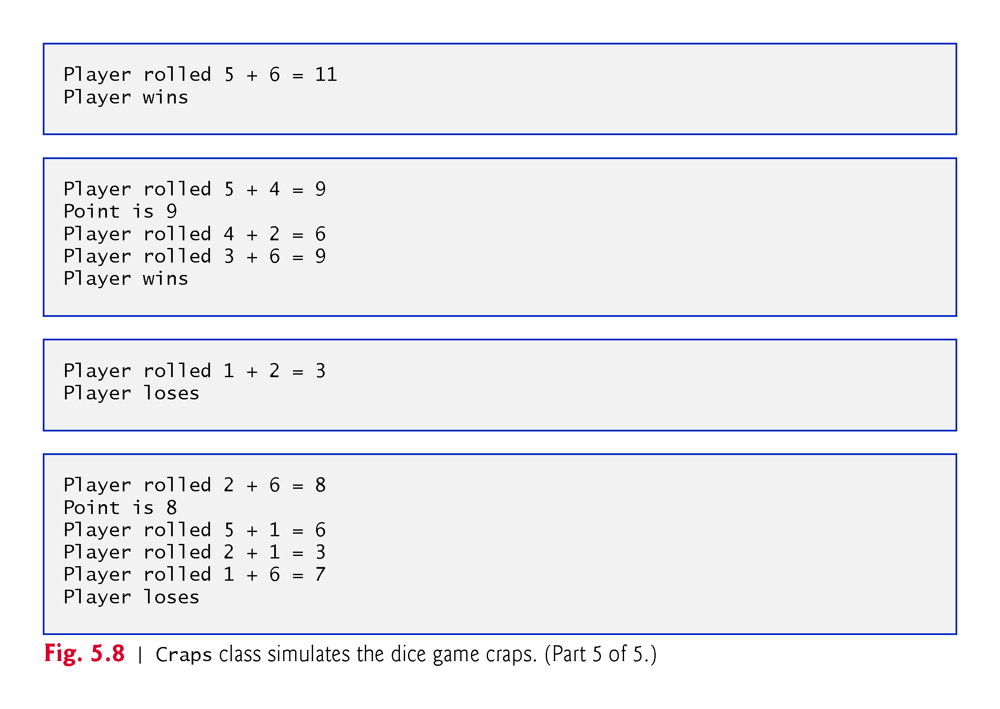 Player rolled 5 + 6 = 11
Player wins
Player rolled 5 + 4 = 9
Point is 9
Player rolled 4 + 2 = 6
Player rolled 3 + 6 = 9
Player wins
Player rolled 1 + 2 = 3
Player loses
Player rolled 2 + 6 = 8
Point is 8
Player rolled 5 + 1 = 6
Player rolled 2 + 1 = 3
Player rolled 1 + 6 = 7
Player loses
Fig. 5.8 | Craps class simulates the dice game craps. (Part 5 of 5.)